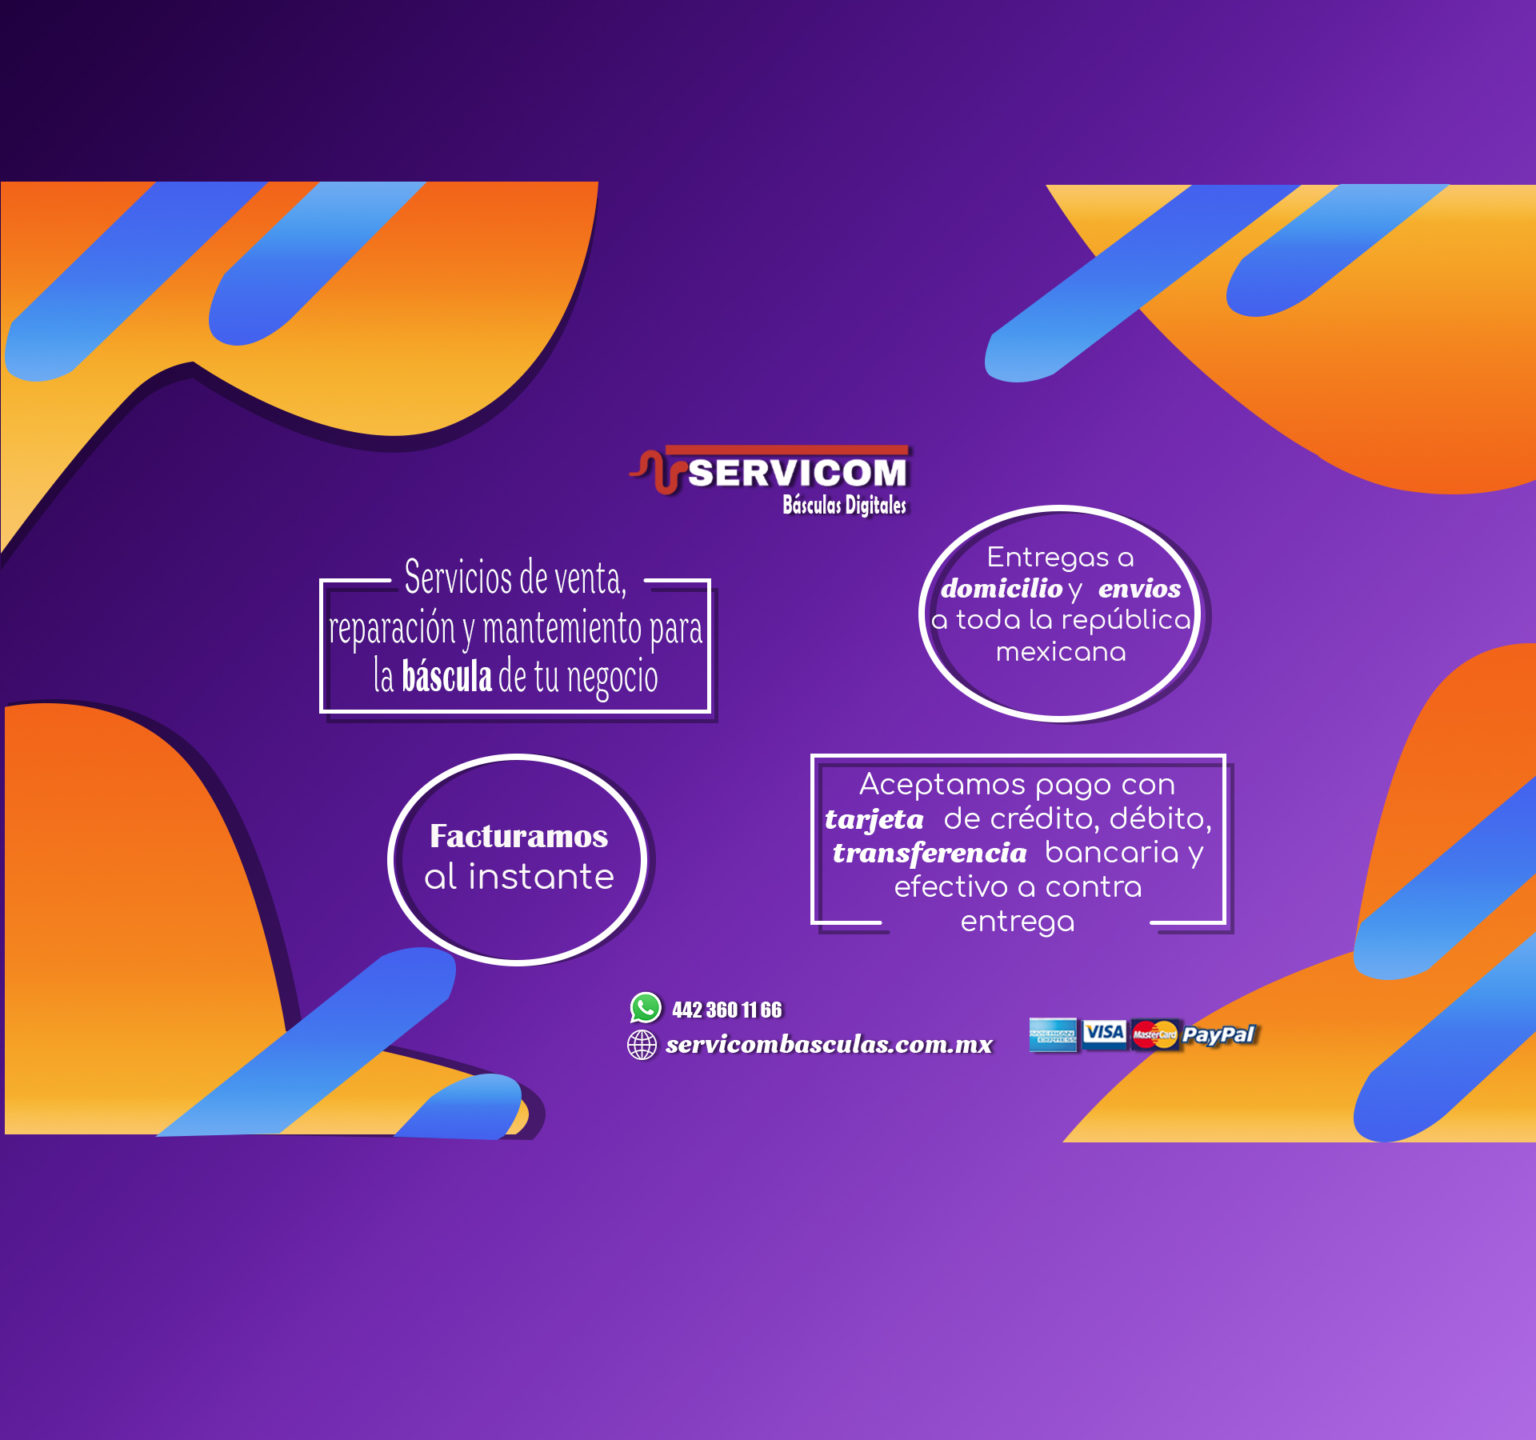 SERVICOM
Básculas Digitales
Servicios de venta,
reparación y mantemiento para
la báscula de tu negocio
Entregas a
domicilio y envios
a toda la república
mexicana
Facturamos
al instante
Aceptamos pago con
tarjeta de crédito, débito,
transferencia bancaria y
efectivo a contra
entrega
442 360 11 66
servicombasculas.com.mx
AMERICAN EXPRESS VISA MasterCard PayPal